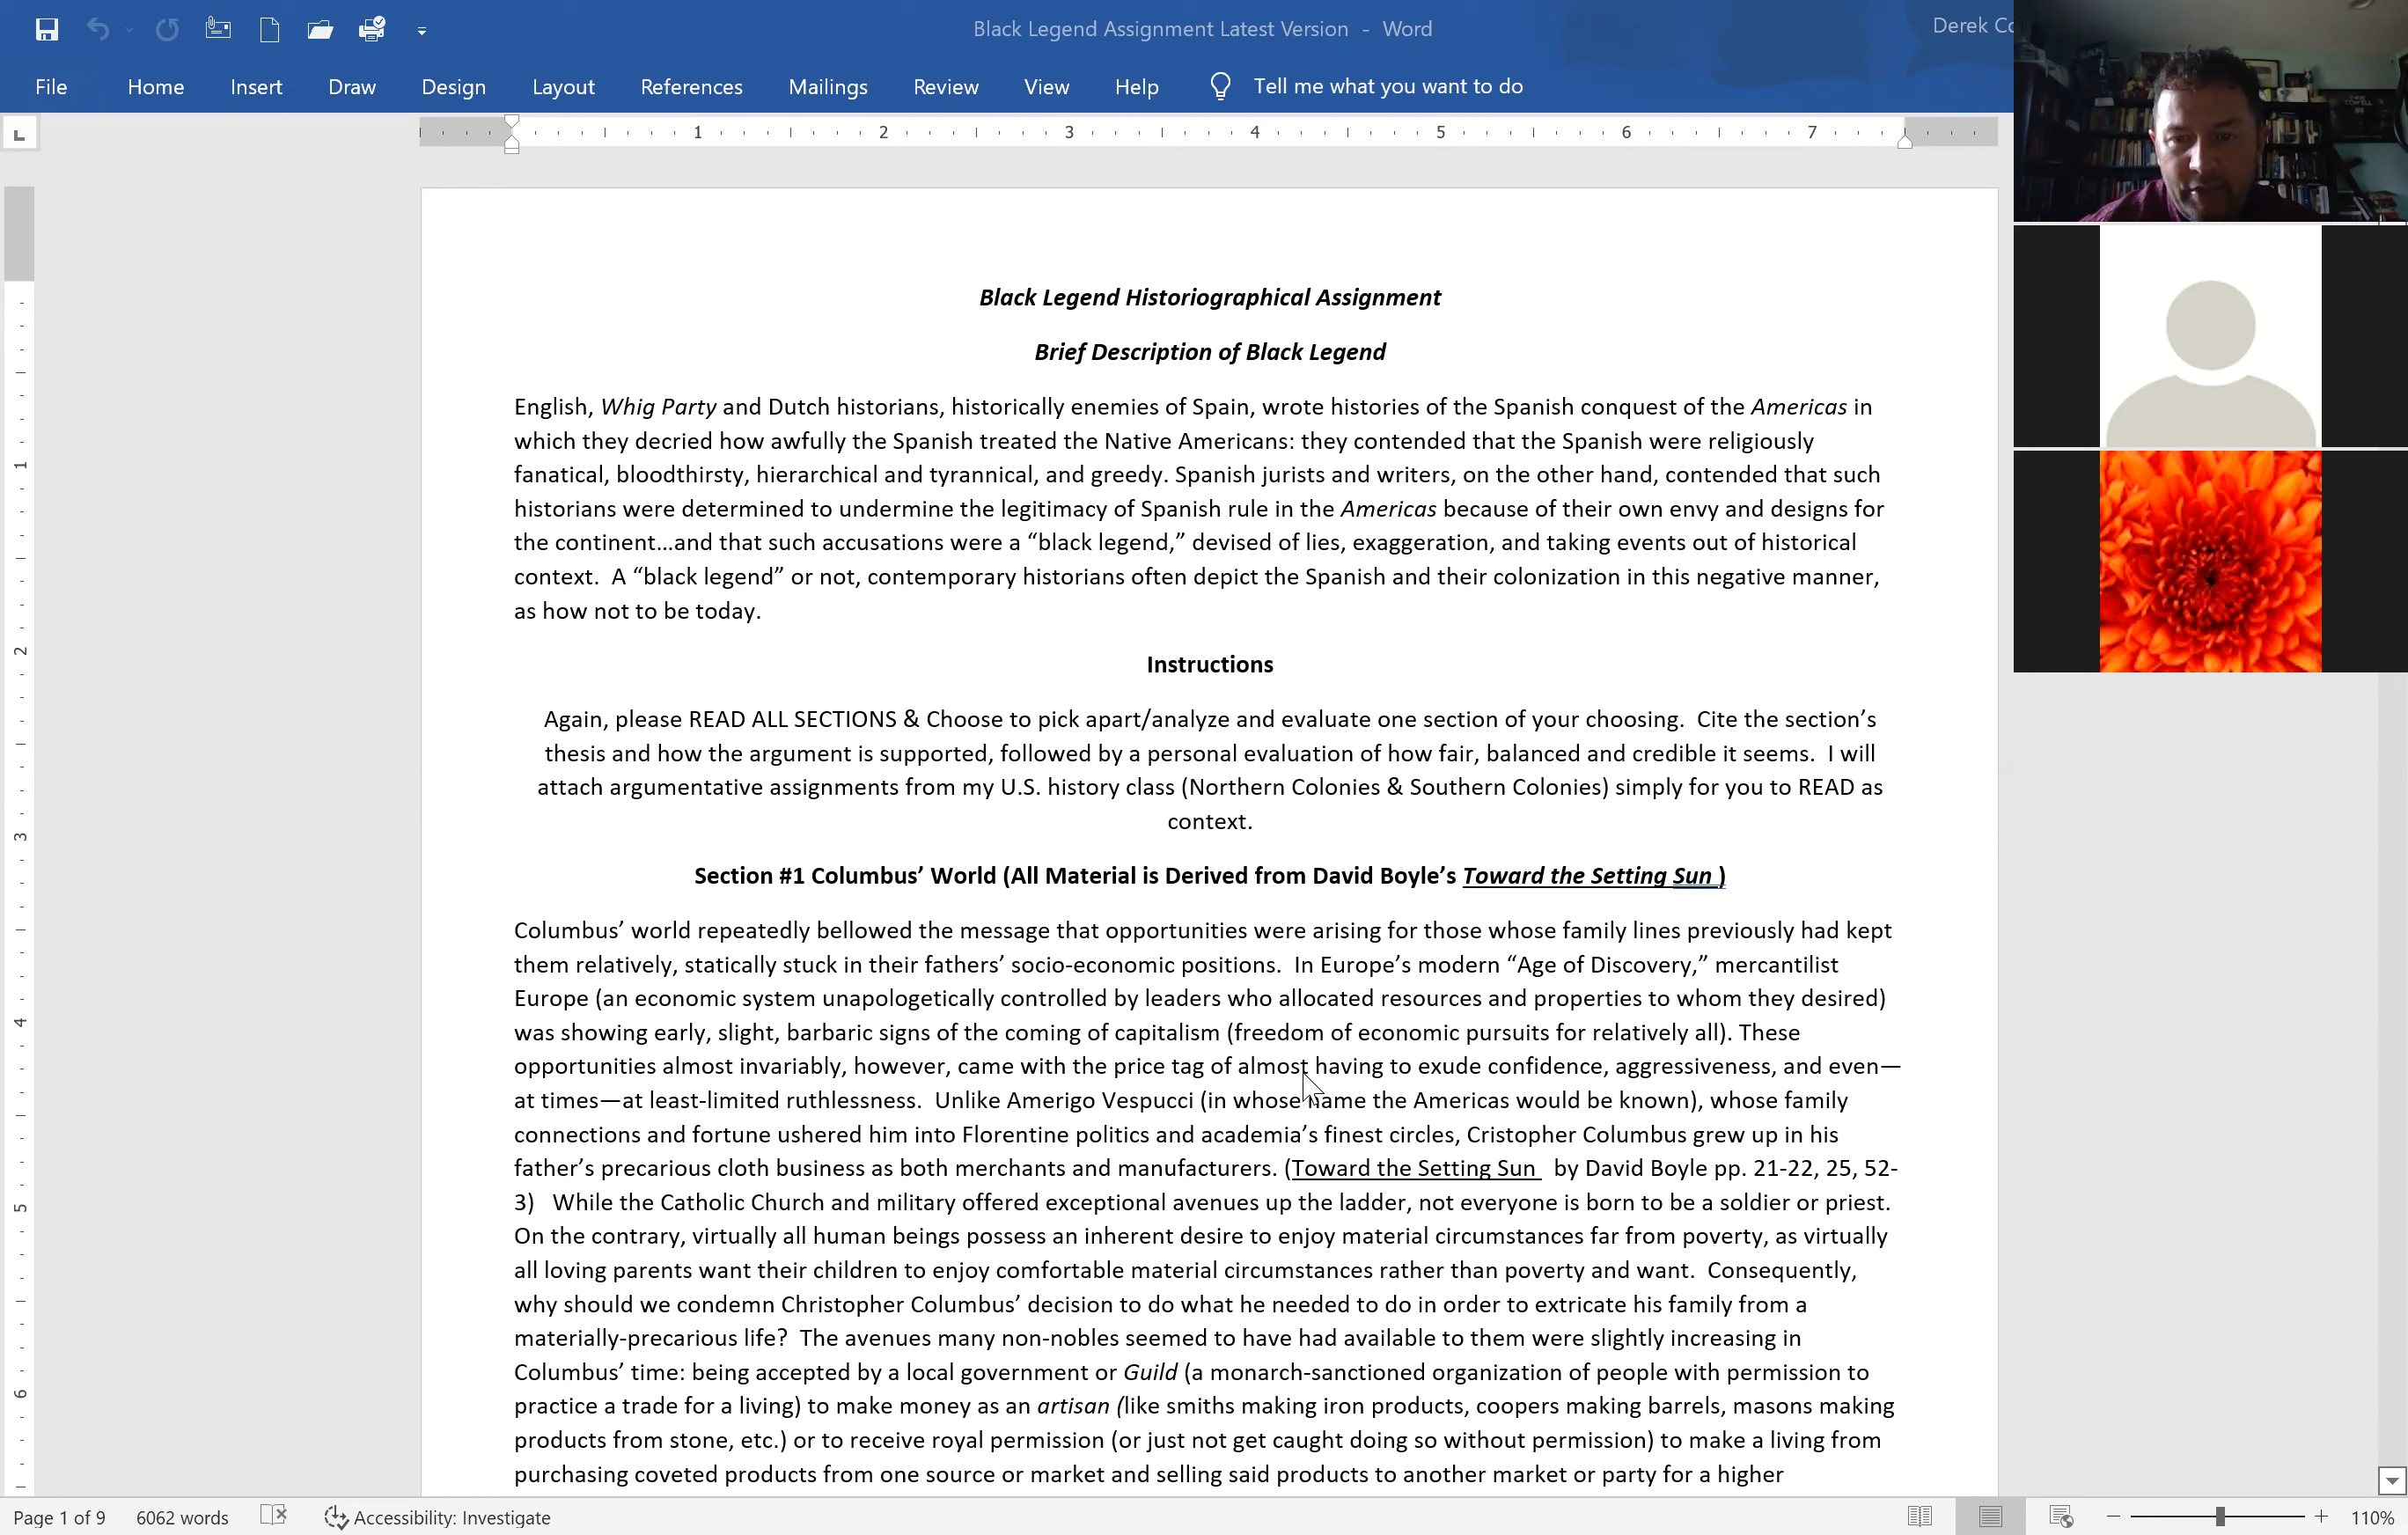 Black Legend Assignment Latest Version - Word
Derek
File Home Insert Draw Design Layout References Mailings Review View Help Tell me what you want to do
1 2 3 4 5 6 7
Black Legend Historiographical Assignment
Brief Description of Black Legend
English, Whig Party and Dutch historians, historically enemies of Spain, wrote histories of the Spanish conquest of the Americas in
which they decried how awfully the Spanish treated the Native Americans: they contended that the Spanish were religiously
fanatical, bloodthirsty, hierarchical and tyrannical, and greedy. Spanish jurists and writers, on the other hand, contended that such
historians were determined to undermine the legitimacy of Spanish rule in the Americas because of their own envy and designs for
the continent…and that such accusations were a “black legend,” devised of lies, exaggeration, and taking events out of historical
context.  A “black legend” or not, contemporary historians often depict the Spanish and their colonization in this negative manner,
as how not to be today.
Instructions
Again, please READ ALL SECTIONS & Choose to pick apart/analyze and evaluate one section of your choosing.  Cite the section’s
thesis and how the argument is supported, followed by a personal evaluation of how fair, balanced and credible it seems.  I will
attach argumentative assignments from my U.S. history class (Northern Colonies & Southern Colonies) simply for you to READ as
context.
Section #1 Columbus’ World (All Material is Derived from David Boyle’s Toward the Setting Sun )
Columbus’ world repeatedly bellowed the message that opportunities were arising for those whose family lines previously had kept
them relatively, statically stuck in their fathers’ socio-economic positions.  In Europe’s modern “Age of Discovery,” mercantilist
Europe (an economic system unapologetically controlled by leaders who allocated resources and properties to whom they desired)
was showing early, slight, barbaric signs of the coming of capitalism (freedom of economic pursuits for relatively all). These
opportunities almost invariably, however, came with the price tag of almost having to exude confidence, aggressiveness, and even—
at times—at least-limited ruthlessness.  Unlike Amerigo Vespucci (in whose name the Americas would be known), whose family
connections and fortune ushered him into Florentine politics and academia’s finest circles, Cristopher Columbus grew up in his
father’s precarious cloth business as both merchants and manufacturers. (Toward the Setting Sun  by David Boyle pp. 21-22, 25, 52-
3)  While the Catholic Church and military offered exceptional avenues up the ladder, not everyone is born to be a soldier or priest.
On the contrary, virtually all human beings possess an inherent desire to enjoy material circumstances far from poverty, as virtually
all loving parents want their children to enjoy comfortable material circumstances rather than poverty and want.  Consequently,
why should we condemn Christopher Columbus’ decision to do what he needed to do in order to extricate his family from a
materially-precarious life?  The avenues many non-nobles seemed to have had available to them were slightly increasing in
Columbus’ time: being accepted by a local government or Guild (a monarch-sanctioned organization of people with permission to
practice a trade for a living) to make money as an artisan (like smiths making iron products, coopers making barrels, masons making
products from stone, etc.) or to receive royal permission (or just not get caught doing so without permission) to make a living from
purchasing coveted products from one source or market and selling said products to another market or party for a higher
1
2
3
4
5
6
Page 1 of 9 6062 words Accessibility: Investigate 110%